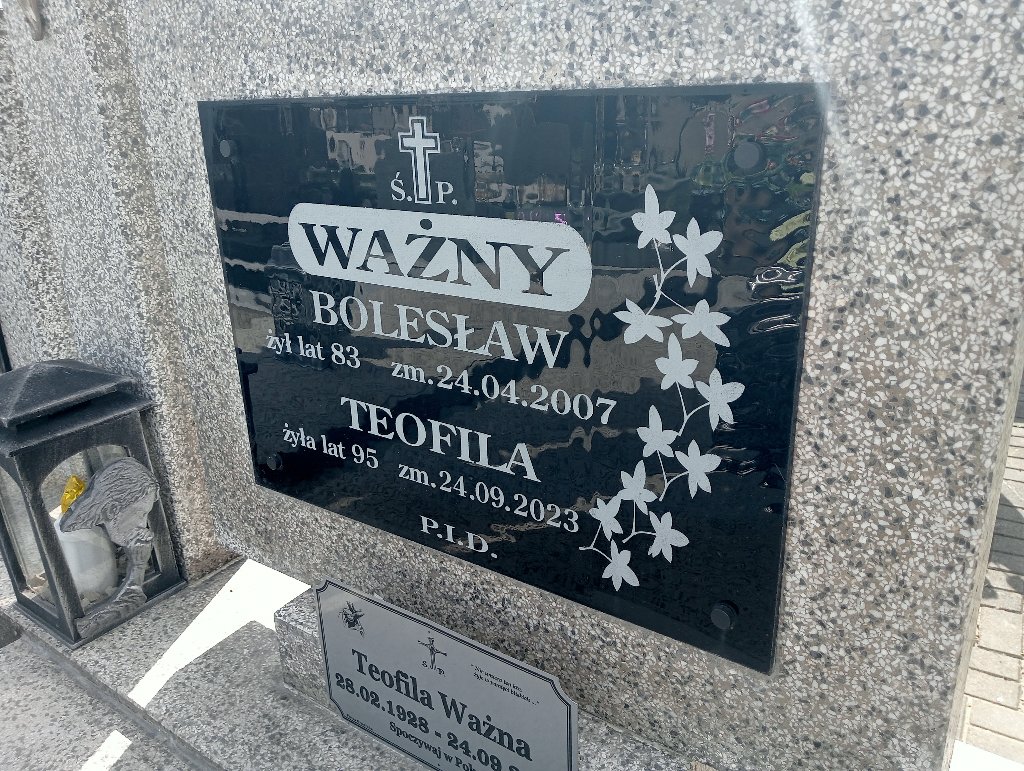 Ś. P.
WAŻNY
BOLESŁAW
żył lat 83 zm.24.04.2007
TEOFILA
żyła lat 95 zm.24.09.2023
P.I.D.
Ś P
Teofila Ważna
28.02.1928 - 24.09
Spoczywaj w